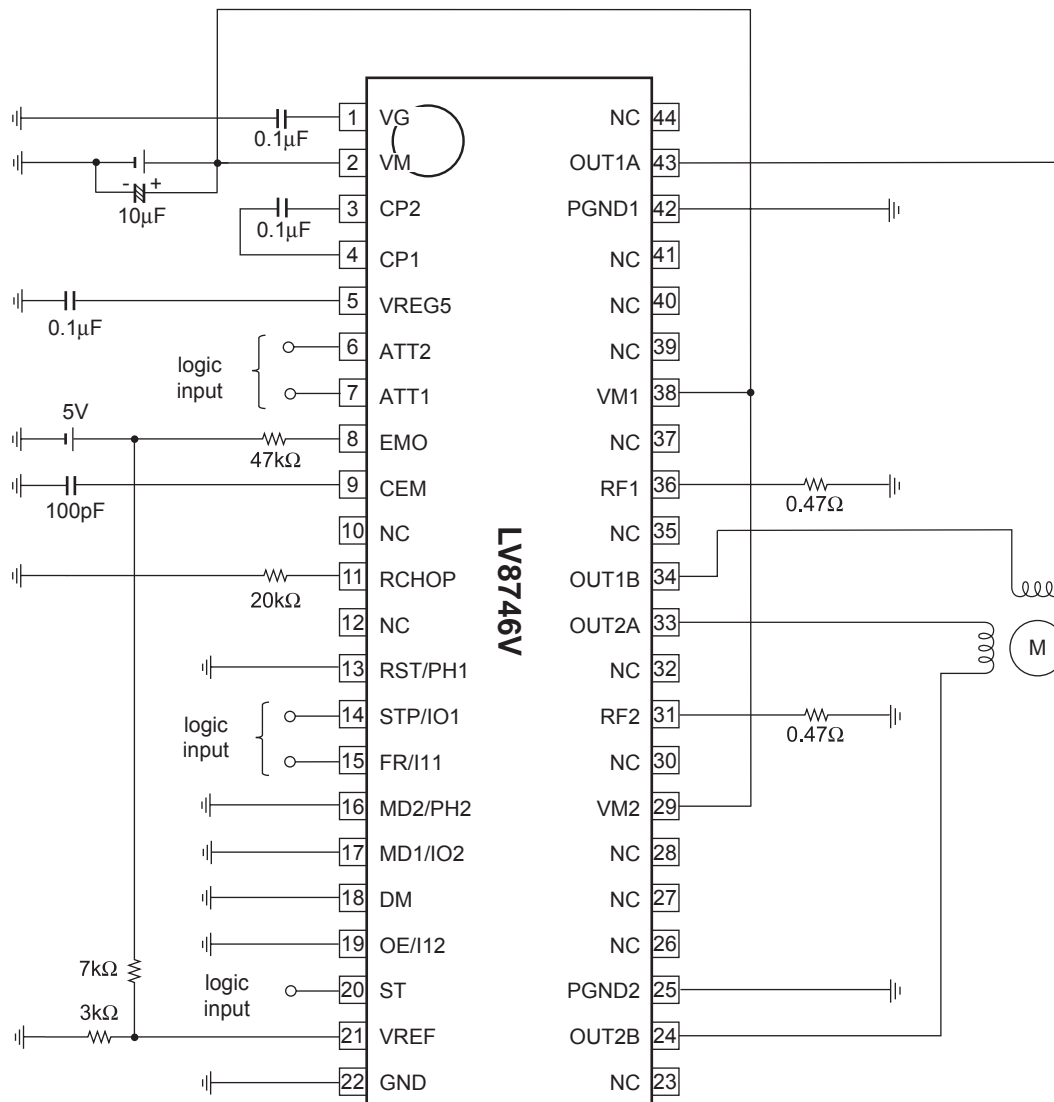 1 VG NC 44
0.1μF
2 VM OUT1A 43
- +
10μF
3 CP2 PGND1 42
0.1μF
4 CP1 NC 41
5 VREG5 NC 40
0.1μF
logic
input
6 ATT2 NC 39
7 ATT1 VM1 38
5V
8 EMO NC 37
47kΩ
9 CEM RF1 36
100pF
0.47Ω
10 NC NC 35
11 RCHOP OUT1B 34
20kΩ
LV8746V
12 NC OUT2A 33
M
13 RST/PH1 NC 32
logic
input
14 STP/IO1 RF2 31
0.47Ω
15 FR/I11 NC 30
16 MD2/PH2 VM2 29
17 MD1/IO2 NC 28
18 DM NC 27
19 OE/I12 NC 26
7kΩ
logic
input
20 ST PGND2 25
3kΩ
21 VREF OUT2B 24
22 GND NC 23